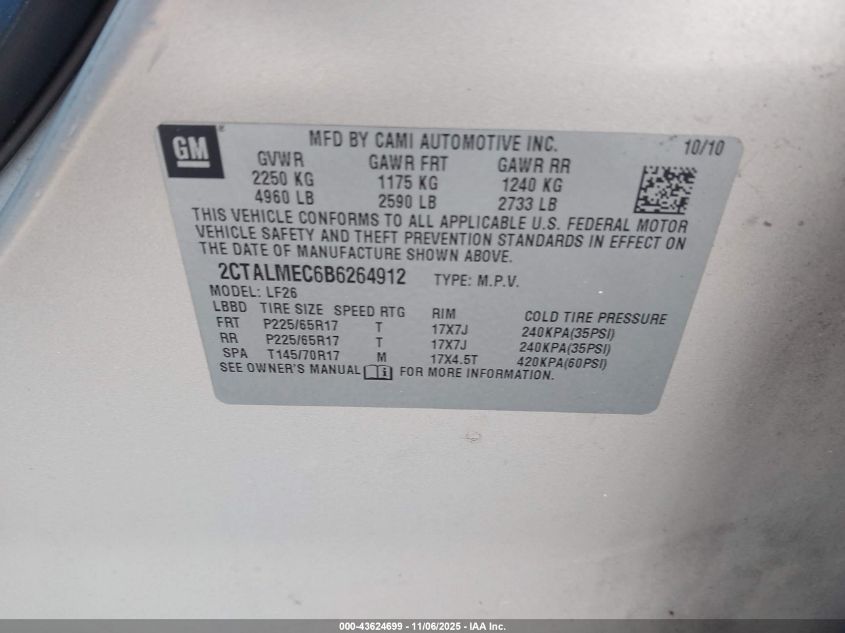 GM
MFD BY CAMI AUTOMOTIVE INC. 10/10
GVWR GAWR FRT GAWR RR
2250 KG 1175 KG 1240 KG
4960 LB 2590 LB 2733 LB
THIS VEHICLE CONFORMS TO ALL APPLICABLE U.S. FEDERAL MOTOR
VEHICLE SAFETY AND THEFT PREVENTION STANDARDS IN EFFECT ON
THE DATE OF MANUFACTURE SHOWN ABOVE.
2CTALMEC6B6264912 TYPE: M.P.V.
MODEL: LF26
LBBD TIRE SIZE SPEED RTG RIM COLD TIRE PRESSURE
FRT P225/65R17 T 17X7J 240KPA(35PSI)
RR P225/65R17 T 17X7J 240KPA(35PSI)
SPA T145/70R17 M 17X4.5T 420KPA(60PSI)
SEE OWNER'S MANUAL FOR MORE INFORMATION.
000-43624699 - 11/06/2025 - IAA Inc.